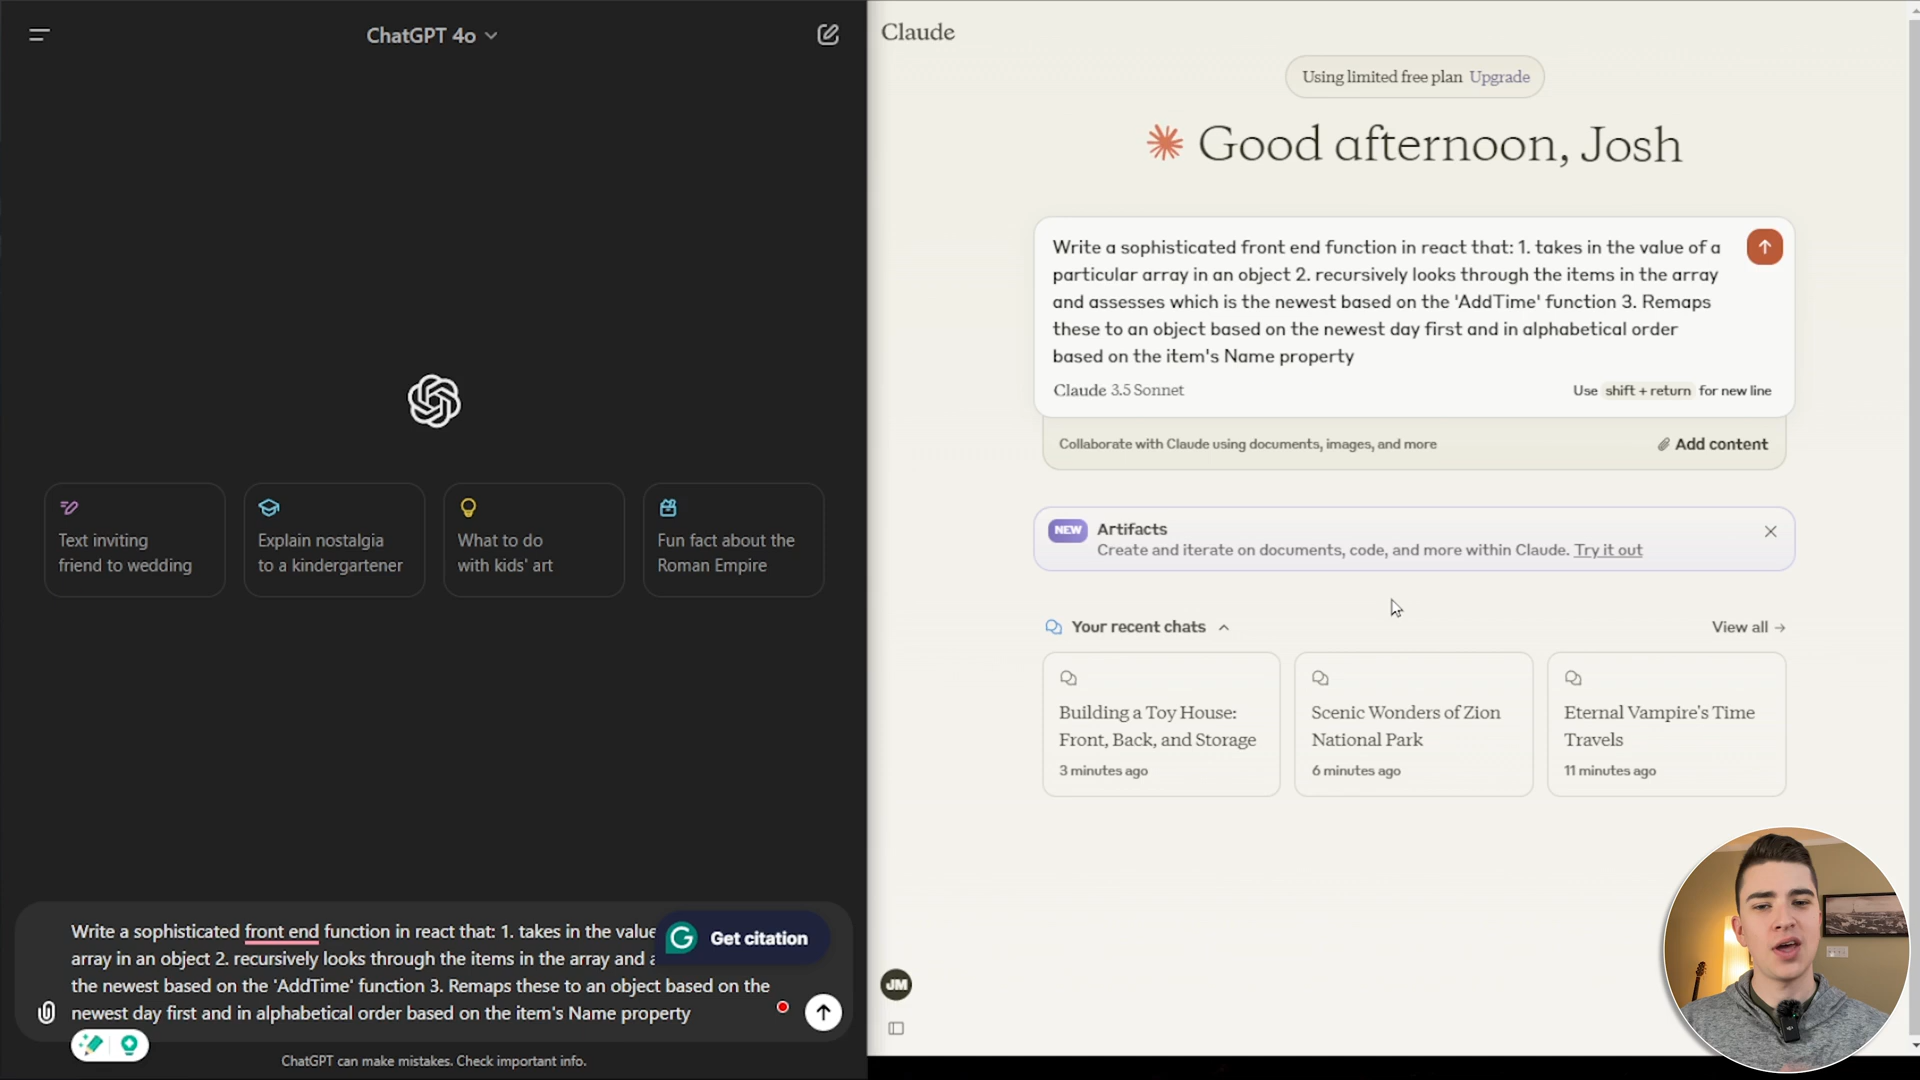 ChatGPT 4o
Text inviting
friend to wedding
Explain nostalgia
to a kindergartener
What to do
with kids' art
Fun fact about the
Roman Empire
Write a sophisticated front end function in react that: 1. takes in the value
array in an object 2. recursively looks through the items in the array and a
the newest based on the 'AddTime' function 3. Remaps these to an object based on the
newest day first and in alphabetical order based on the item's Name property
Get citation
ChatGPT can make mistakes. Check important info.
Claude
Using limited free plan Upgrade
Good afternoon, Josh
Write a sophisticated front end function in react that: 1. takes in the value of a
particular array in an object 2. recursively looks through the items in the array
and assesses which is the newest based on the 'AddTime' function 3. Remaps
these to an object based on the newest day first and in alphabetical order
based on the item's Name property
Claude 3.5 Sonnet
Use shift + return for new line
Collaborate with Claude using documents, images, and more
Add content
NEW
Artifacts
Create and iterate on documents, code, and more within Claude. Try it out
Your recent chats
View all →
Building a Toy House:
Front, Back, and Storage
3 minutes ago
Scenic Wonders of Zion
National Park
6 minutes ago
Eternal Vampire's Time
Travels
11 minutes ago
JM